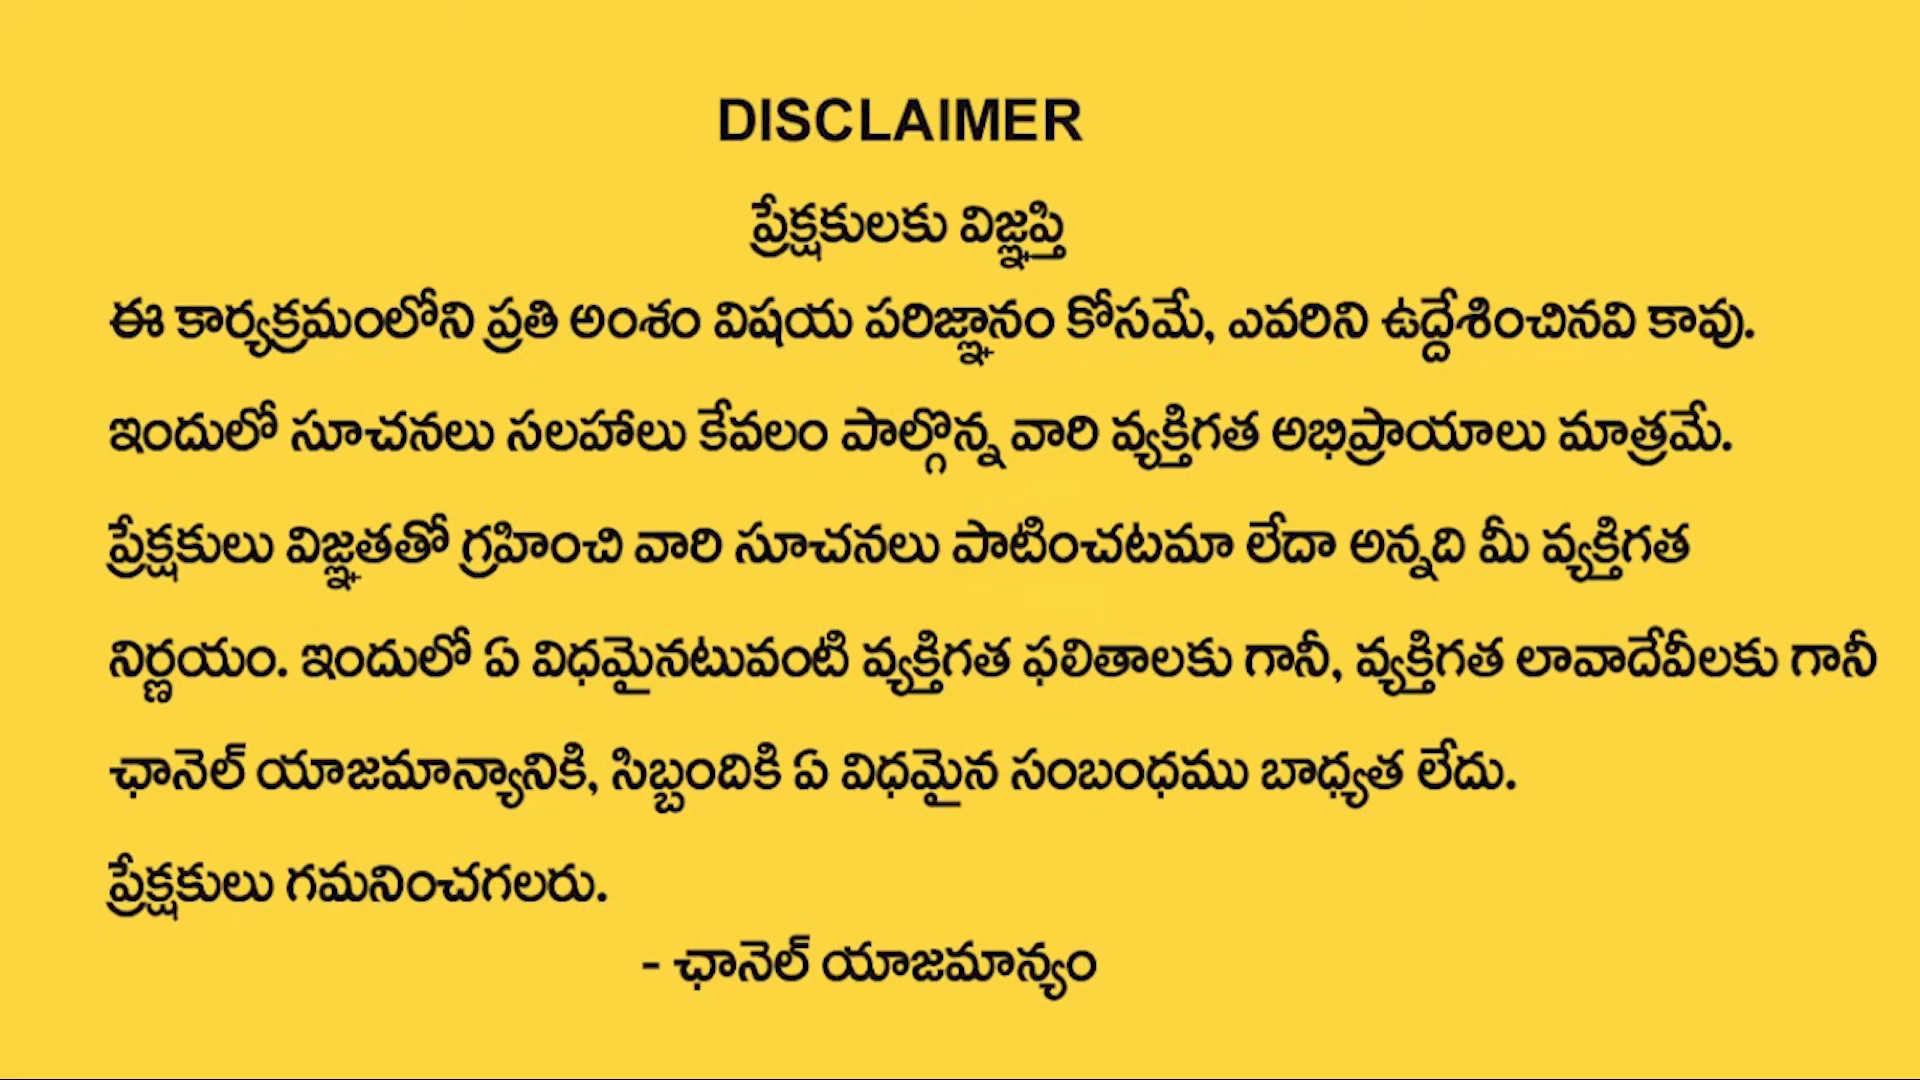 DISCLAIMER
ప్రేక్షకులకు విజ్ఞప్తి
ఈ కార్యక్రమంలోని ప్రతి అంశం విషయ పరిజ్ఞానం కోసమే, ఎవరిని ఉద్దేశించినవి కావు.
ఇందులో సూచనలు సలహాలు కేవలం పాల్గొన్న వారి వ్యక్తిగత అభిప్రాయాలు మాత్రమే.
ప్రేక్షకులు విజ్ఞతతో గ్రహించి వారి సూచనలు పాటించటమా లేదా అన్నది మీ వ్యక్తిగత
నిర్ణయం. ఇందులో ఏ విధమైనటువంటి వ్యక్తిగత ఫలితాలకు గానీ, వ్యక్తిగత లావాదేవీలకు గానీ
ఛానెల్ యాజమాన్యానికి, సిబ్బందికి ఏ విధమైన సంబంధము బాధ్యత లేదు.
ప్రేక్షకులు గమనించగలరు.
- ఛానెల్ యాజమాన్యం